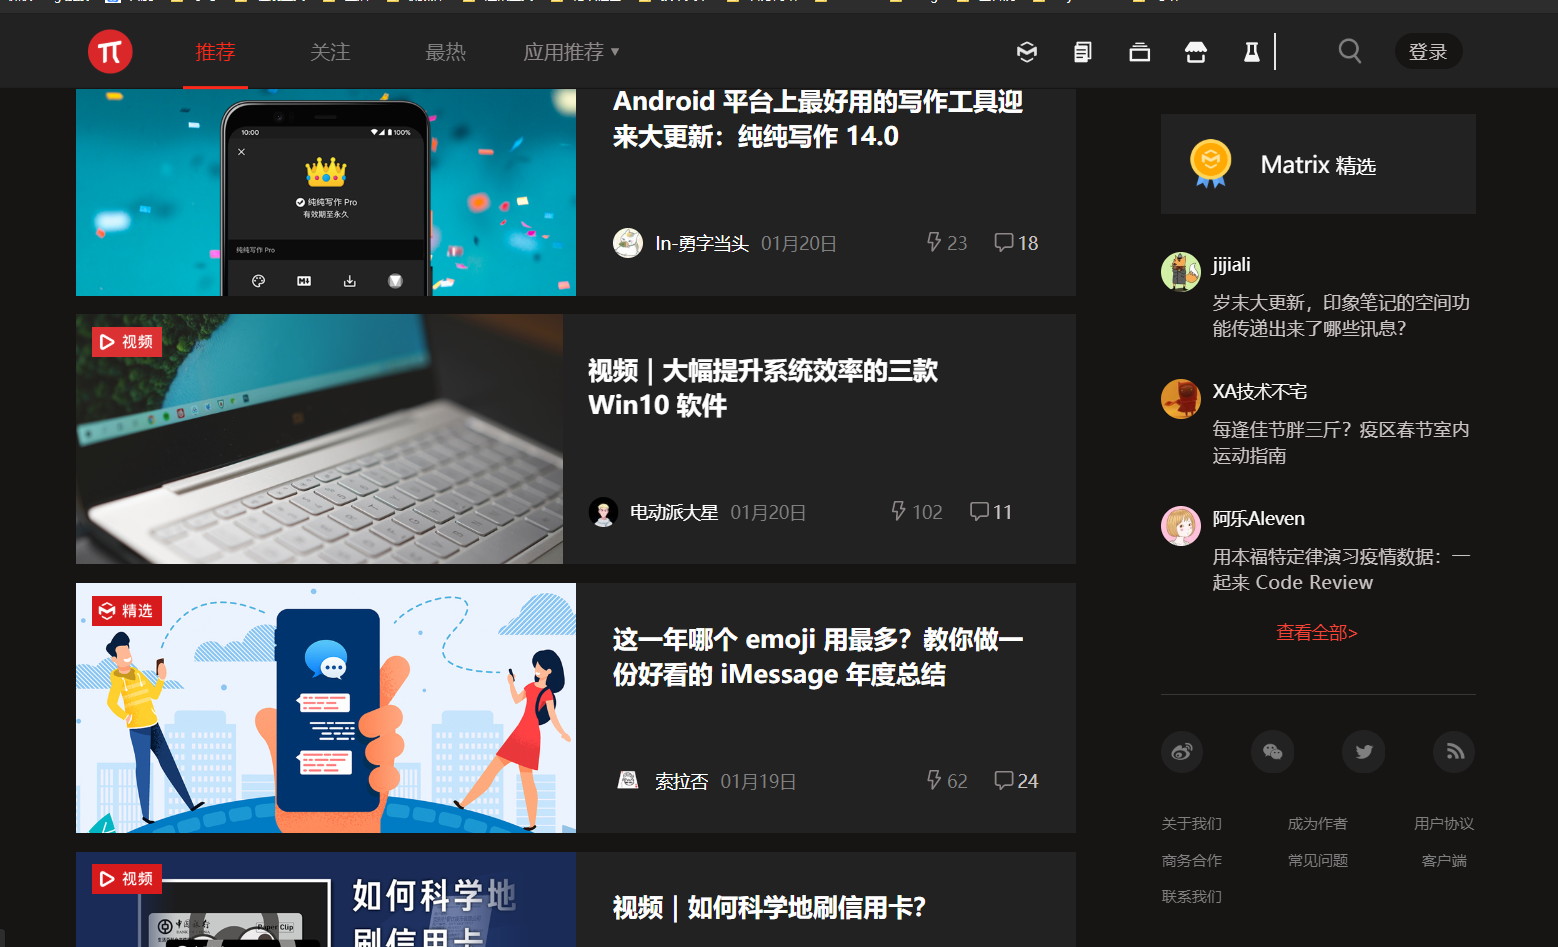 推荐
关注
最热
应用推荐
登录
10:00
100%
纯纯写作 Pro
有效期至永久
纯纯写作 Pro
Android 平台上最好用的写作工具迎
来大更新：纯纯写作 14.0
ln-勇字当头 01月20日 23 18
视频
视频 | 大幅提升系统效率的三款
Win10 软件
电动派大星 01月20日 102 11
精选
这一年哪个 emoji 用最多？教你做一
份好看的 iMessage 年度总结
索拉否 01月19日 62 24
视频
如何科学地
刷信用卡
中国银行
Paper Clip
视频 | 如何科学地刷信用卡？
Matrix 精选
jijiali
岁末大更新，印象笔记的空间功
能传递出来了哪些讯息？
XA技术不宅
每逢佳节胖三斤？疫区春节室内
运动指南
阿乐Aleven
用本福特定律演习疫情数据：一
起来 Code Review
查看全部>
关于我们 成为作者 用户协议
商务合作 常见问题 客户端
联系我们